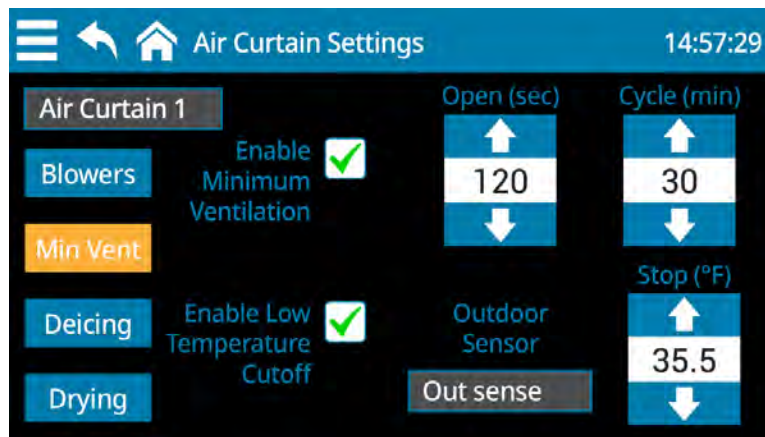 Air Curtain Settings
14:57:29
Air Curtain 1
Open (sec)
Cycle (min)
Blowers
Enable
Minimum
Ventilation
120
30
Min Vent
Stop (°F)
Deicing
Enable Low
Temperature
Cutoff
Outdoor
Sensor
35.5
Drying
Out sense